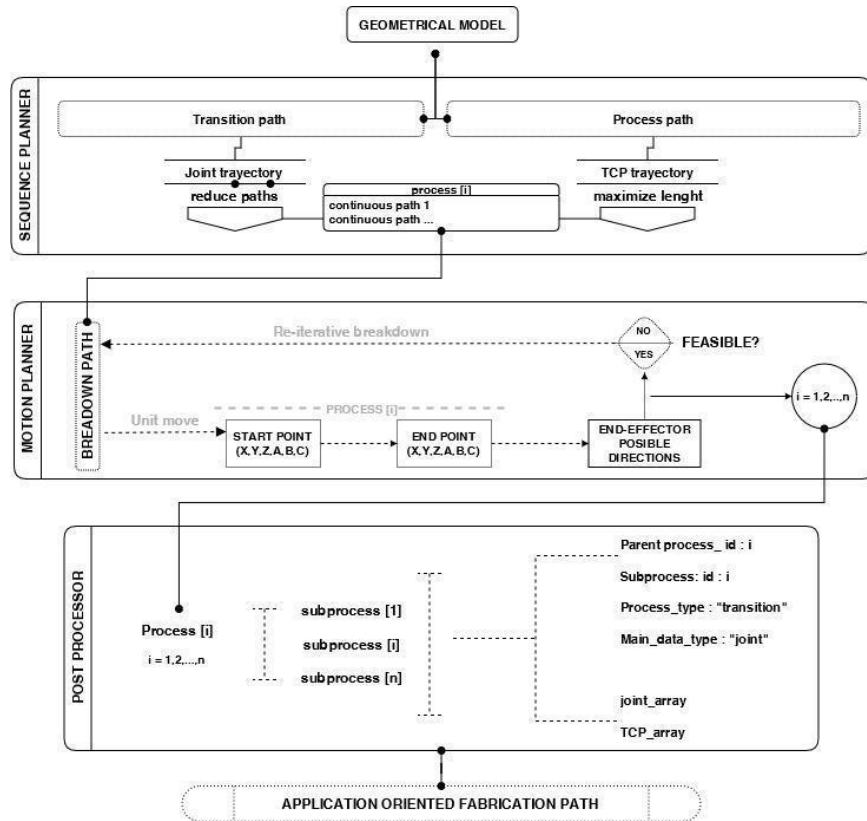 GEOMETRICAL MODEL
SEQUENCE PLANNER
Transition path
Process path
Joint trayectory
TCP trayectory
reduce paths
process [i]
maximize lenght
continuous path 1
continuous path ...
MOTION PLANNER
BREADOWN PATH
Re-iterative breakdown
NO
YES
FEASIBLE?
i = 1,2,..,n
Unit move
PROCESS [i]
START POINT
(X,Y,Z,A,B,C)
END POINT
(X,Y,Z,A,B,C)
END-EFFECTOR
POSIBLE
DIRECTIONS
POST PROCESSOR
Process [i]
i = 1,2,...,n
subprocess [1]
subprocess [i]
subprocess [n]
Parent process_ id : i
Subprocess: id : i
Process_type : "transition"
Main_data_type : "joint"
joint_array
TCP_array
APPLICATION ORIENTED FABRICATION PATH